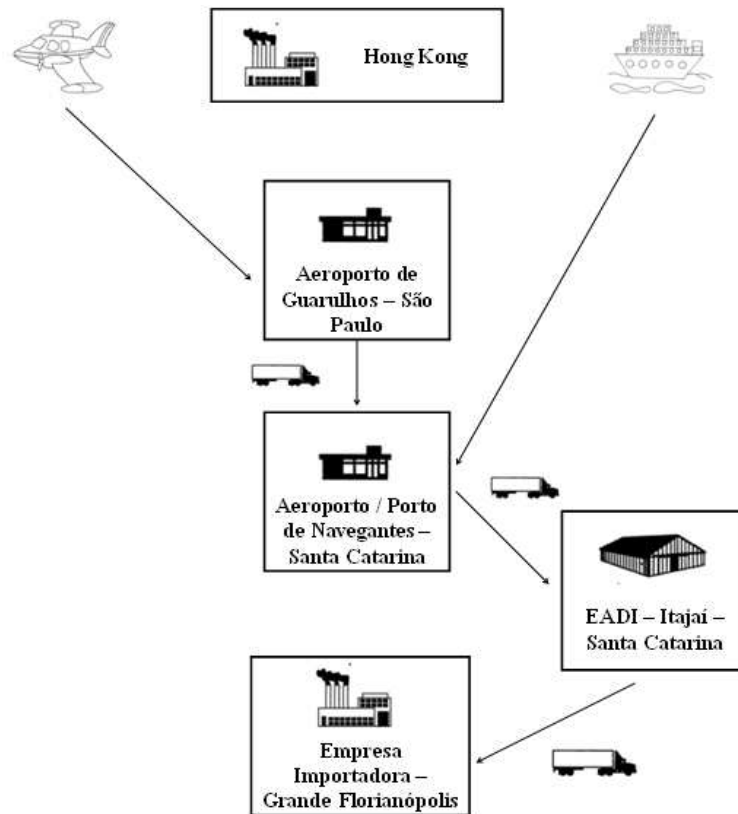 Hong Kong
Aeroporto de
Guarulhos – São
Paulo
Aeroporto / Porto
de Navegantes –
Santa Catarina
EADI – Itajaí –
Santa Catarina
Empresa
Importadora –
Grande Florianópolis